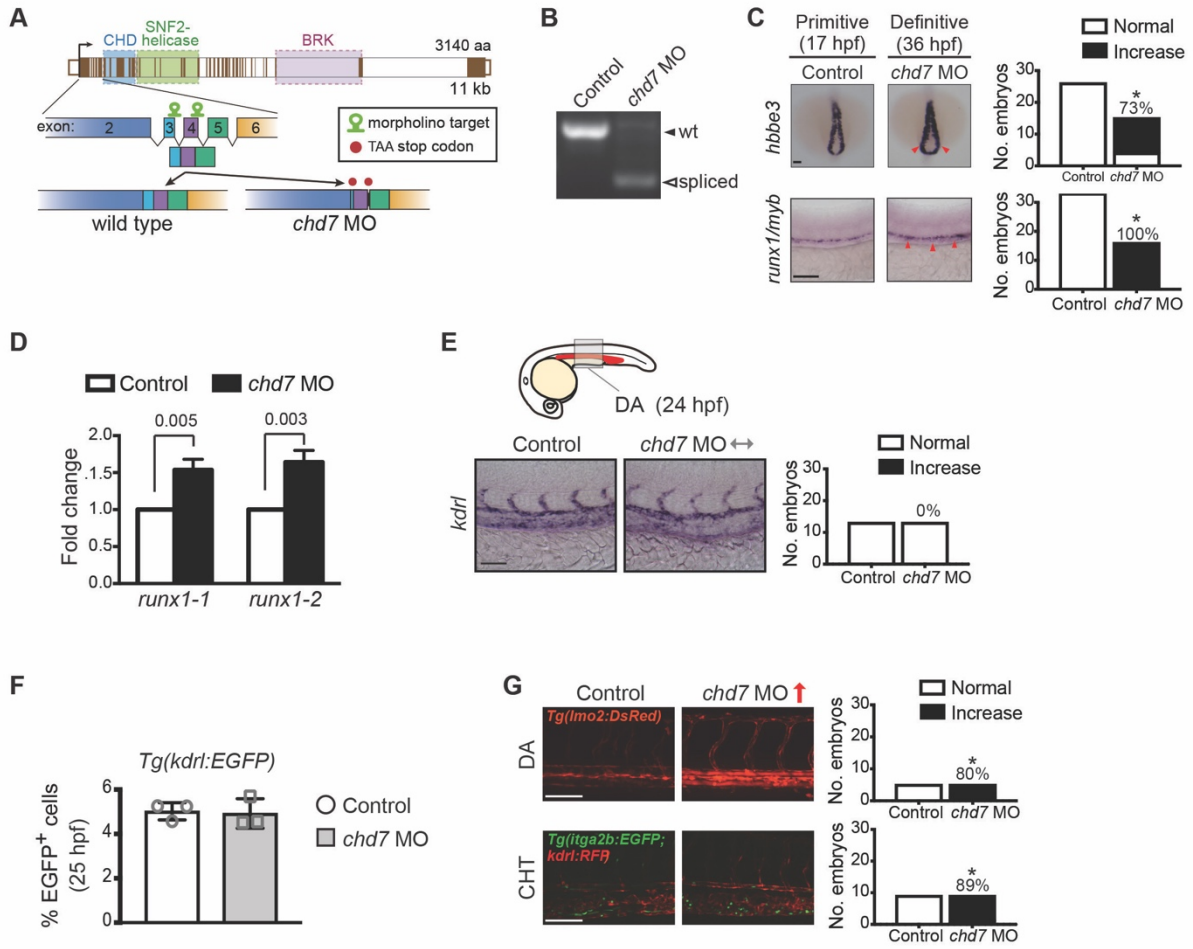 A
SNF2-
helicase
CHD
BRK
3140 aa
11 kb
exon: 2 3 4 5 6
morpholino target
TAA stop codon
wild type
chd7 MO
B
Control
chd7 MO
wt
spliced
C
Primitive
(17 hpf)
Definitive
(36 hpf)
Control
chd7 MO
hbbe3
runx1/myb
Normal
Increase
No. embryos
30
20
10
0
*
73%
Control chd7 MO
No. embryos
30
20
10
0
*
100%
Control chd7 MO
D
Control
chd7 MO
Fold change
2.0
1.5
1.0
0.5
0.0
0.005
0.003
runx1-1
runx1-2
E
DA (24 hpf)
Control
chd7 MO
kdrl
Normal
Increase
No. embryos
30
20
10
0
0%
Control chd7 MO
F
Tg(kdrl:EGFP)
% EGFP+ cells
(25 hpf)
6
4
2
0
Control
chd7 MO
G
Control
chd7 MO
DA
Tg(lmo2:DsRed)
CHT
Tg(itga2b:EGFP;
kdrl:RFP)
Normal
Increase
No. embryos
30
20
10
0
*
80%
Control chd7 MO
No. embryos
30
20
10
0
*
89%
Control chd7 MO